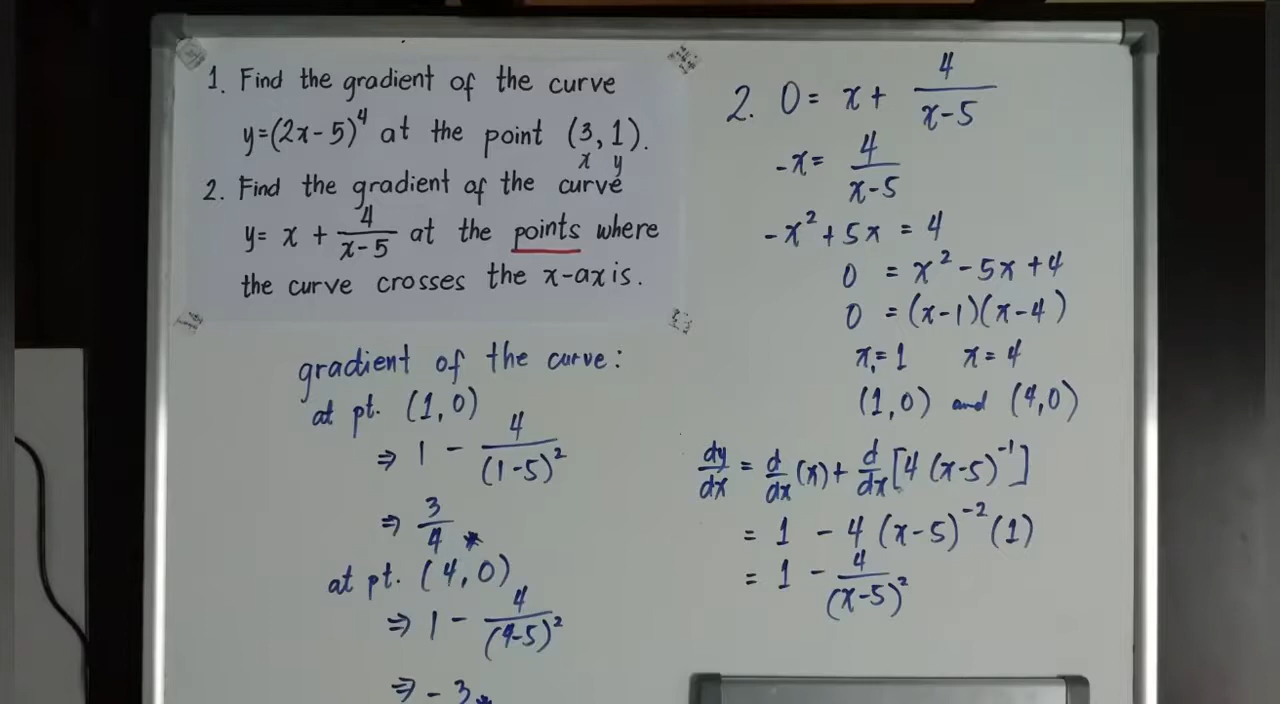 1. Find the gradient of the curve
y=(2x-5)⁴ at the point (3,1).
x y
2. Find the gradient of the curve
y= x + 4/(x-5) at the points where
the curve crosses the x-axis.
2. 0= x+ 4/(x-5)
-x= 4/(x-5)
-x²+5x = 4
0 = x²-5x+4
0 = (x-1)(x-4)
x,=1 x=4
(1,0) and (4,0)
dy/dx = d/dx (x)+ d/dx [4(x-5)⁻¹]
= 1 - 4(x-5)⁻²(1)
= 1 - 4/(x-5)²
gradient of the curve:
at pt. (1,0)
⇒ 1 - 4/(1-5)²
⇒ 3/4 *
at pt. (4,0)
⇒ 1 - 4/(4-5)²
⇒ -3*